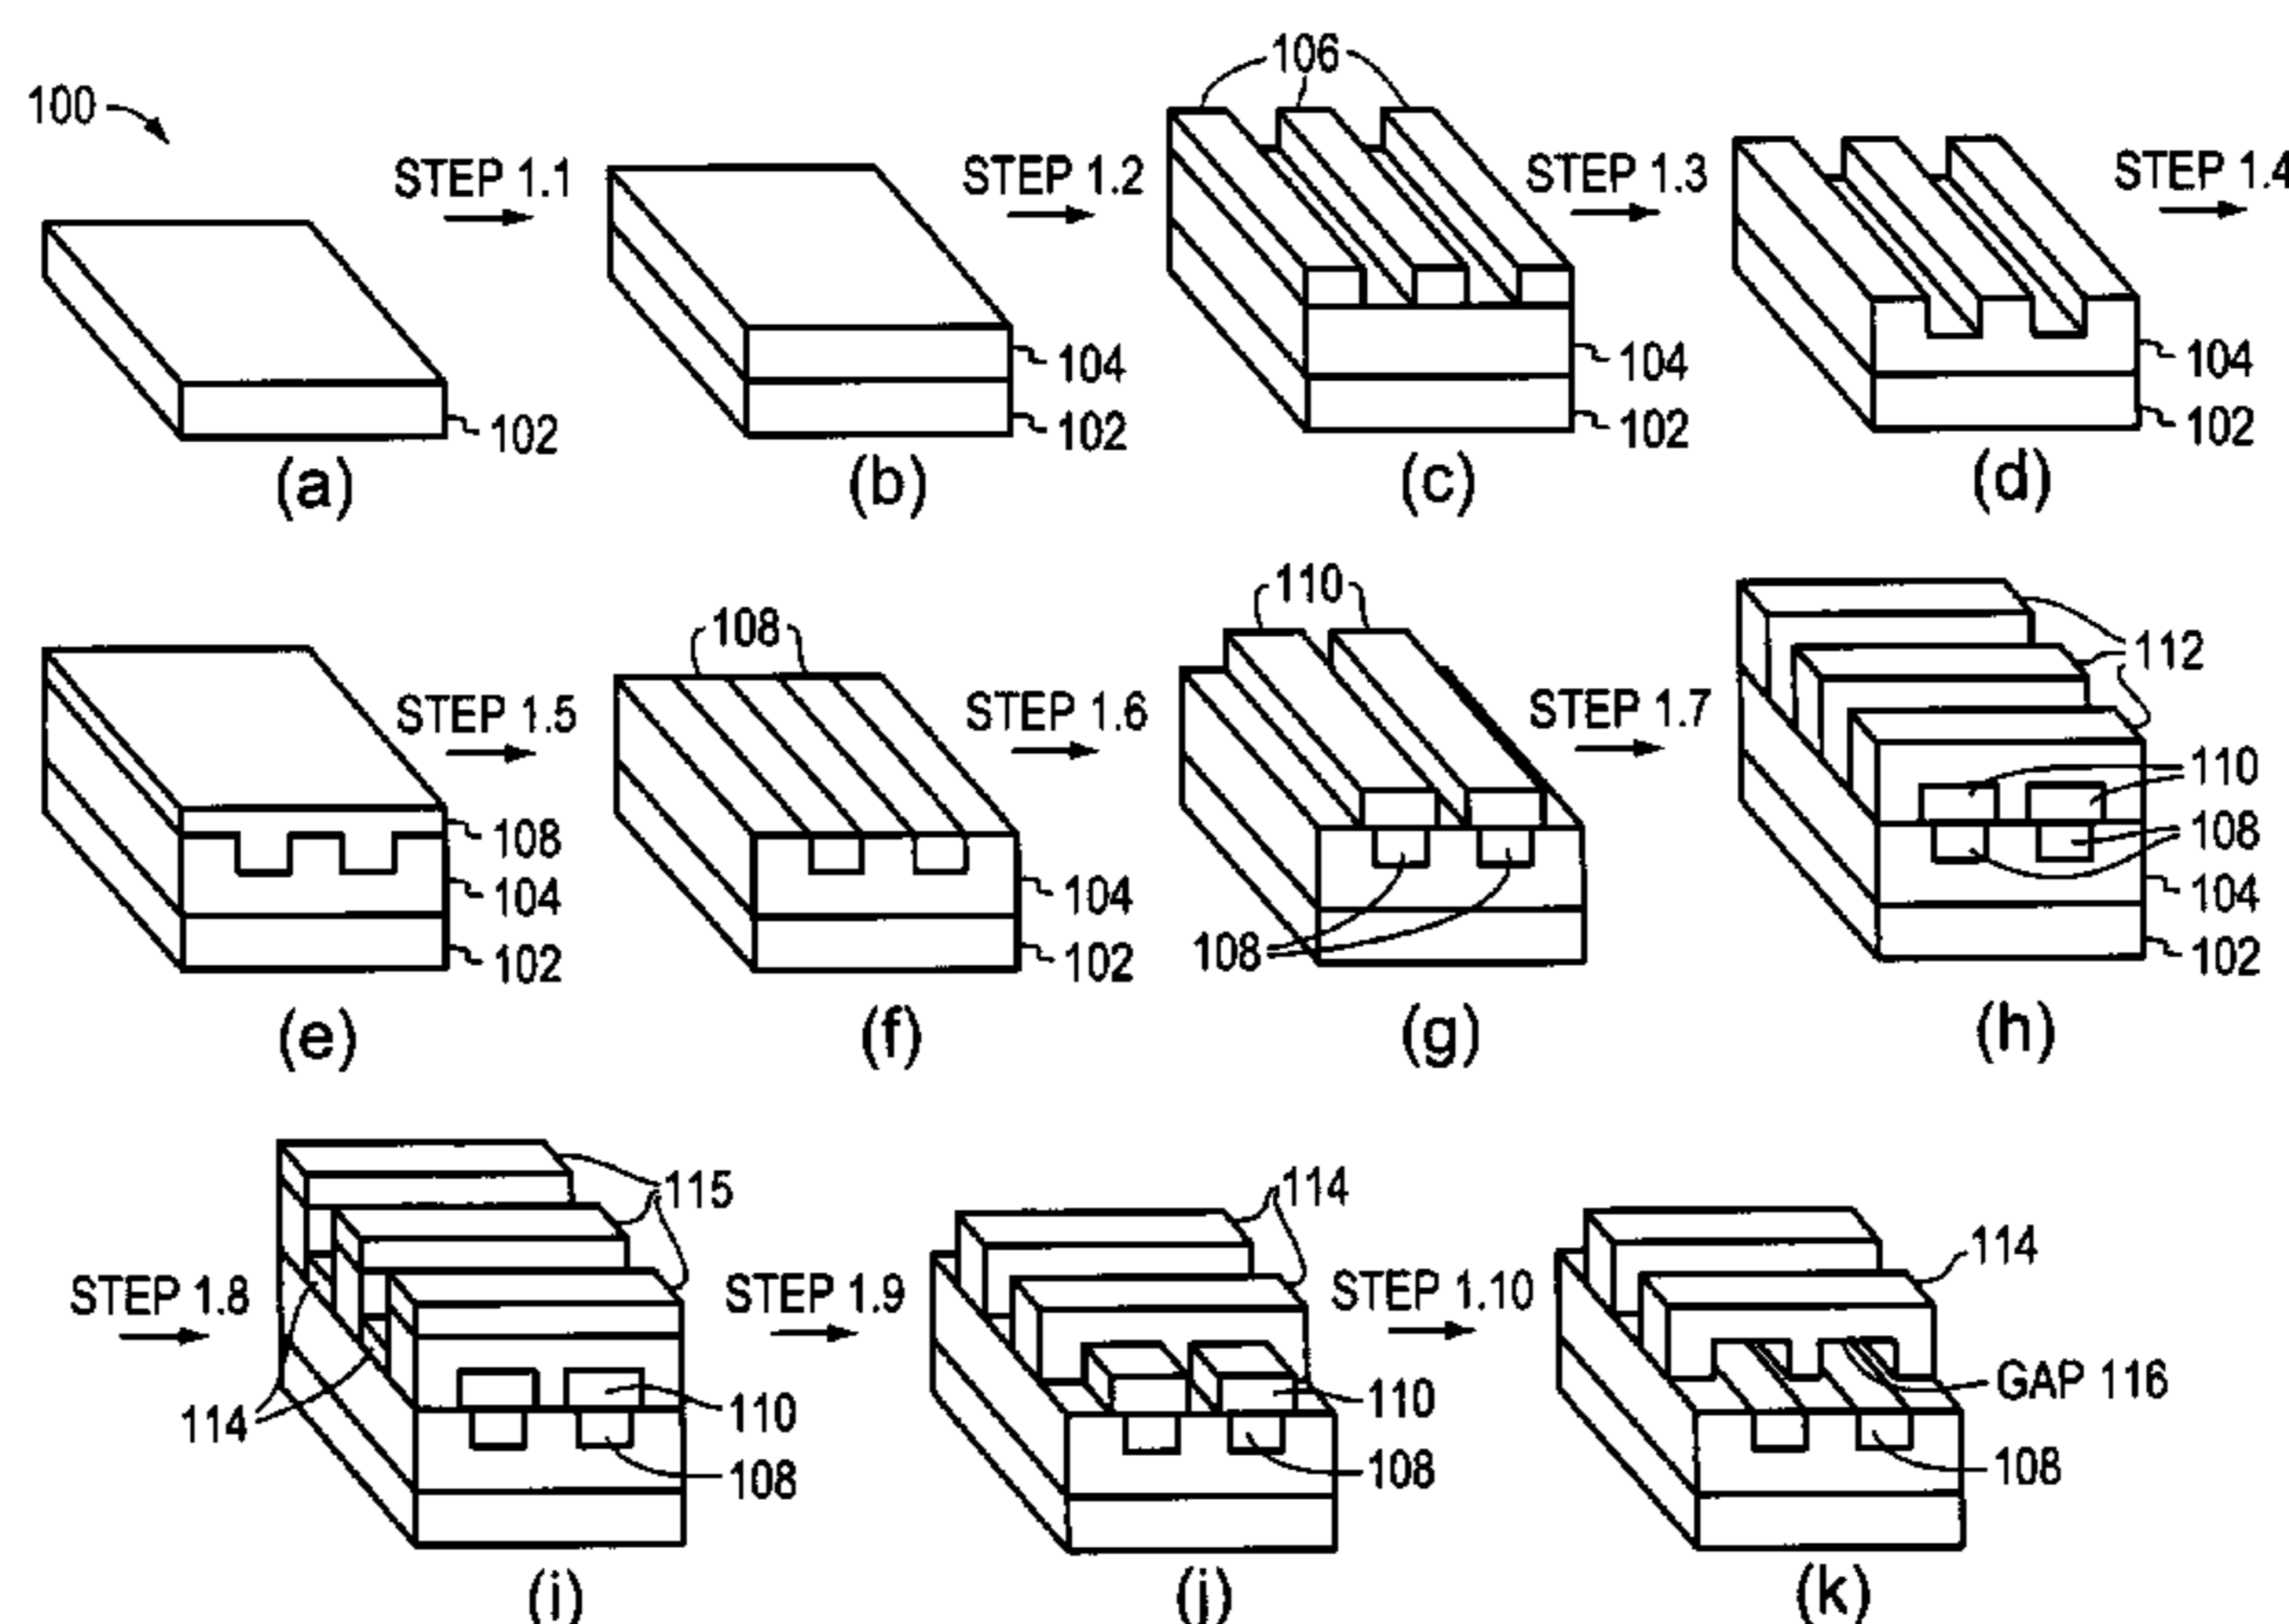 106
100
STEP 1.1
STEP 1.2
STEP 1.3
STEP 1.4
104
102
104
102
104
102
102
(a)
(b)
(c)
(d)
108
110
112
STEP 1.5
STEP 1.6
STEP 1.7
108
104
102
104
102
108
110
108
104
102
(e)
(f)
(g)
(h)
115
114
114
STEP 1.8
STEP 1.9
STEP 1.10
114
110
108
110
108
GAP 116
108
(i)
(j)
(k)